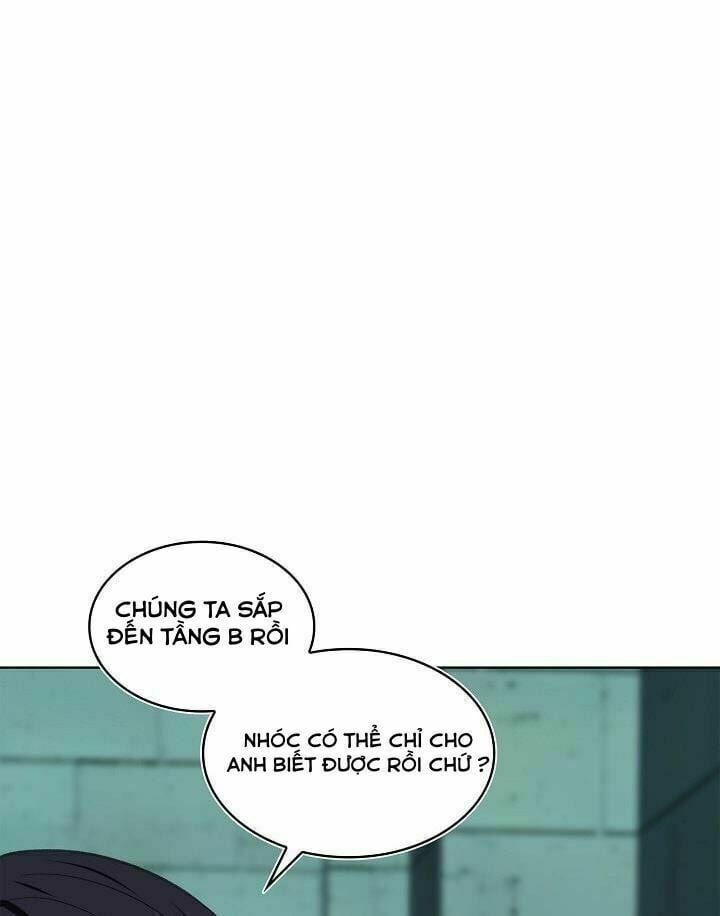 CHÚNG TA SẮP
ĐẾN TẦNG B RỒI
NHÓC CÓ THỂ CHỈ CHO
ANH BIẾT ĐƯỢC RỒI CHỨ ?